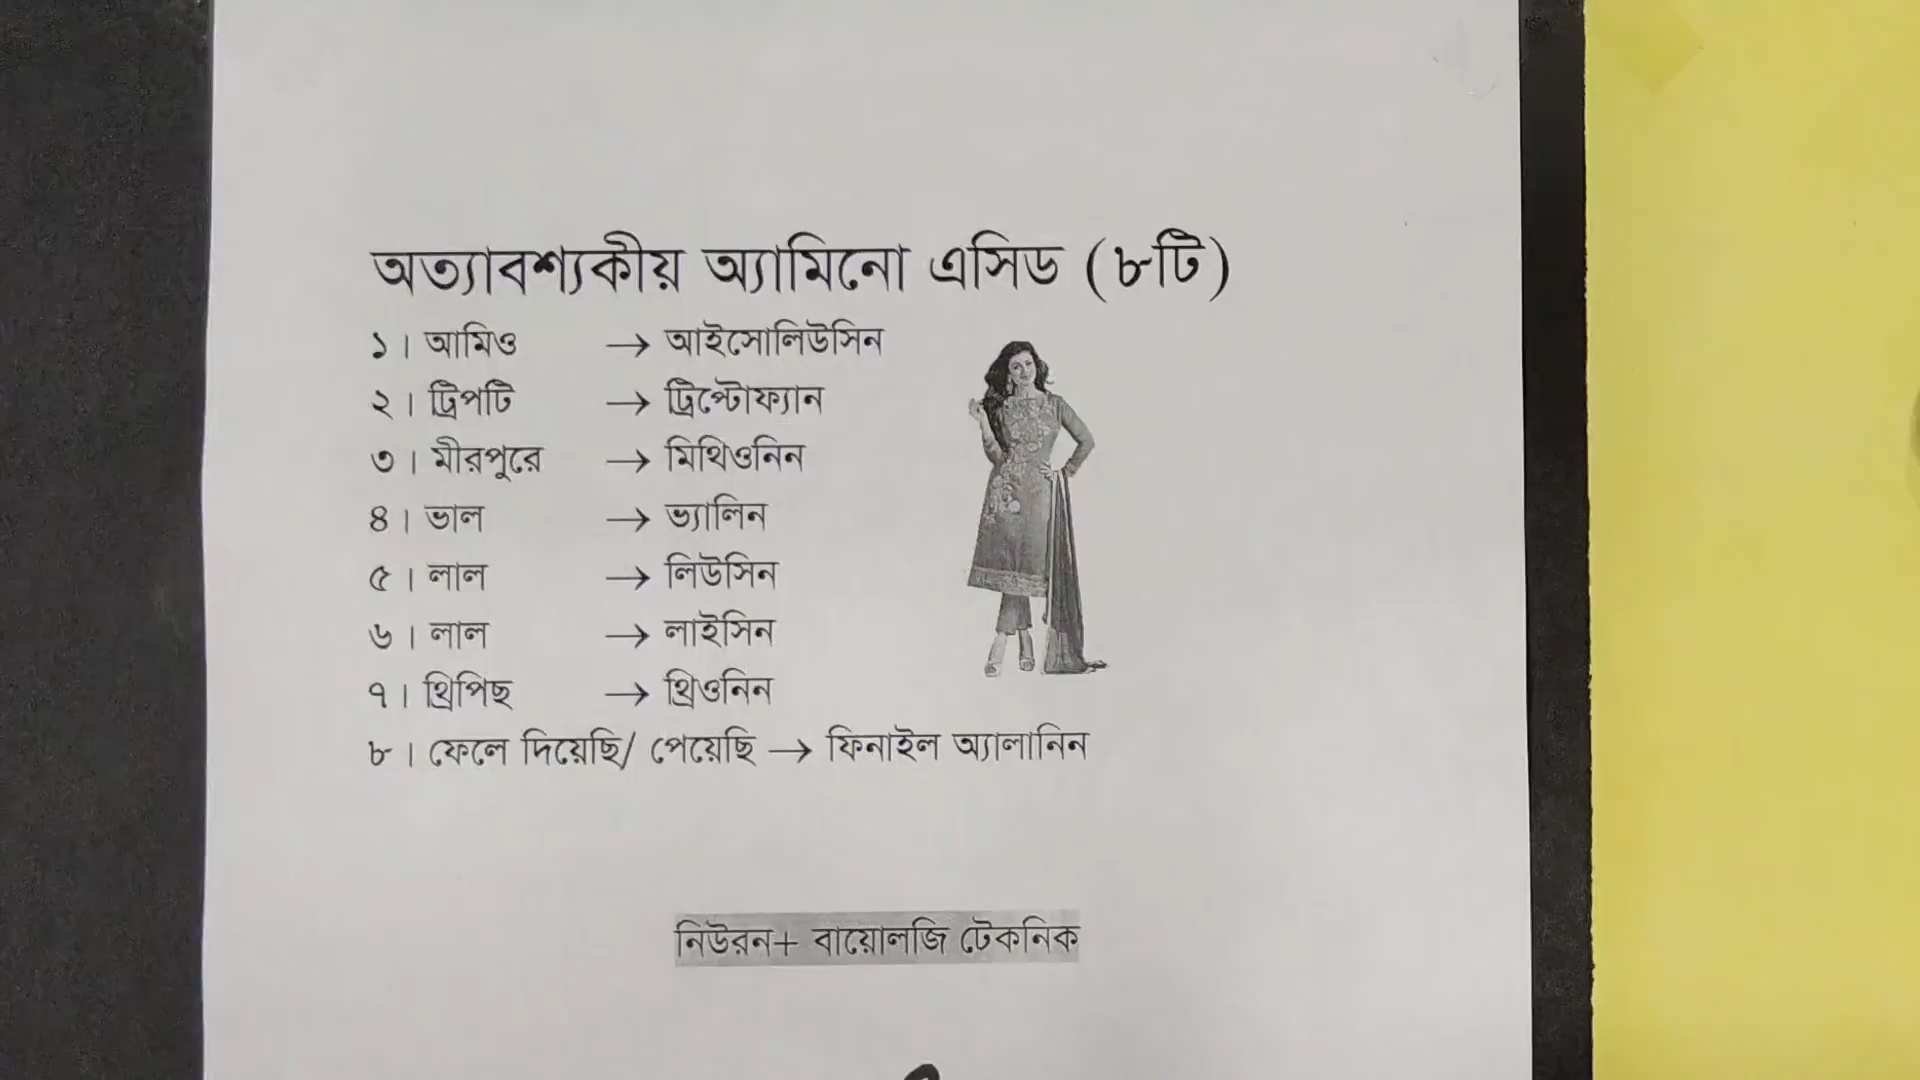 অত্যাবশ্যকীয় অ্যামিনো এসিড (৮টি)
১। আমিও → আইসোলিউসিন
২। ট্রিপটি → ট্রিপ্টোফ্যান
৩। মীরপুরে → মিথিওনিন
৪। ভাল → ভ্যালিন
৫। লাল → লিউসিন
৬। লাল → লাইসিন
৭। থ্রিপিছ → থ্রিওনিন
৮। ফেলে দিয়েছি/ পেয়েছি → ফিনাইল অ্যালানিন
নিউরন+ বায়োলজি টেকনিক